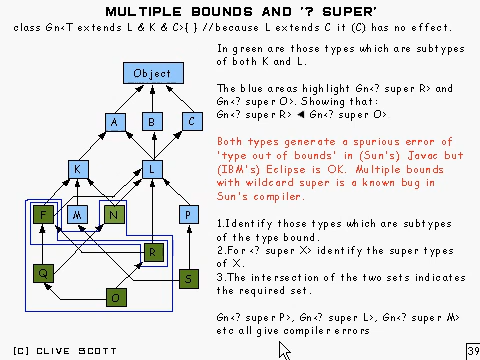 MULTIPLE BOUNDS AND '? SUPER'
class Gn<T extends L & K & C>{ } //because L extends C it (C) has no effect.
In green are those types which are subtypes
of both K and L.
Object
The blue areas highlight Gn<? super R> and
Gn<? super O>. Showing that:
Gn<? super R> ◄ Gn<? super O>
A B C
Both types generate a spurious error of
'type out of bounds' in (Sun's) Javac but
(IBM's) Eclipse is OK. Multiple bounds
with wildcard super is a known bug in
Sun's compiler.
K L
F M N P
1.Identify those types which are subtypes
of the type bound.
2.For <? super X> identify the super types
of X.
3.The intersection of the two sets indicates
the required set.
R
Q S
O
Gn<? super P>, Gn<? super L>, Gn<? super M>
etc all give compiler errors
[C] CLIVE SCOTT
39